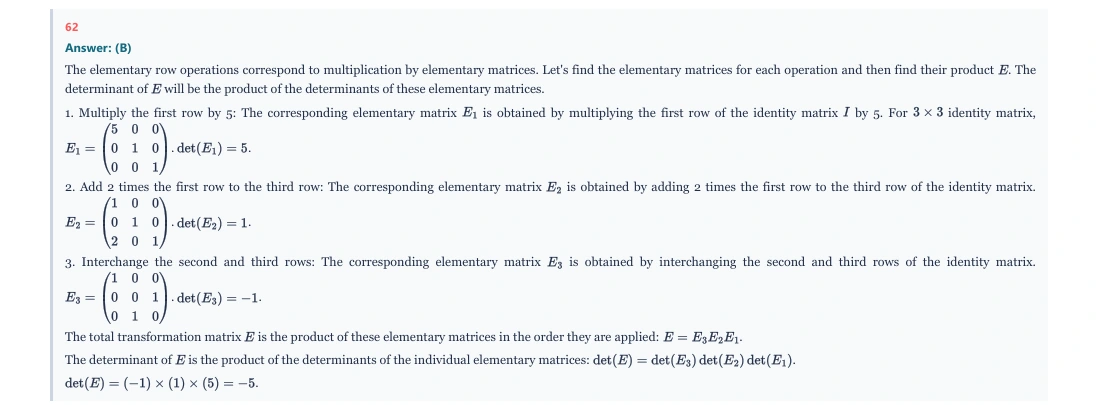 62
Answer: (B)
The elementary row operations correspond to multiplication by elementary matrices. Let's find the elementary matrices for each operation and then find their product E. The
determinant of E will be the product of the determinants of these elementary matrices.
1. Multiply the first row by 5: The corresponding elementary matrix E₁ is obtained by multiplying the first row of the identity matrix I by 5. For 3 × 3 identity matrix,
(5 0 0)
E₁ = (0 1 0). det(E₁) = 5.
(0 0 1)
2. Add 2 times the first row to the third row: The corresponding elementary matrix E₂ is obtained by adding 2 times the first row to the third row of the identity matrix.
(1 0 0)
E₂ = (0 1 0). det(E₂) = 1.
(2 0 1)
3. Interchange the second and third rows: The corresponding elementary matrix E₃ is obtained by interchanging the second and third rows of the identity matrix.
(1 0 0)
E₃ = (0 0 1). det(E₃) = −1.
(0 1 0)
The total transformation matrix E is the product of these elementary matrices in the order they are applied: E = E₃E₂E₁.
The determinant of E is the product of the determinants of the individual elementary matrices: det(E) = det(E₃) det(E₂) det(E₁).
det(E) = (−1) × (1) × (5) = −5.